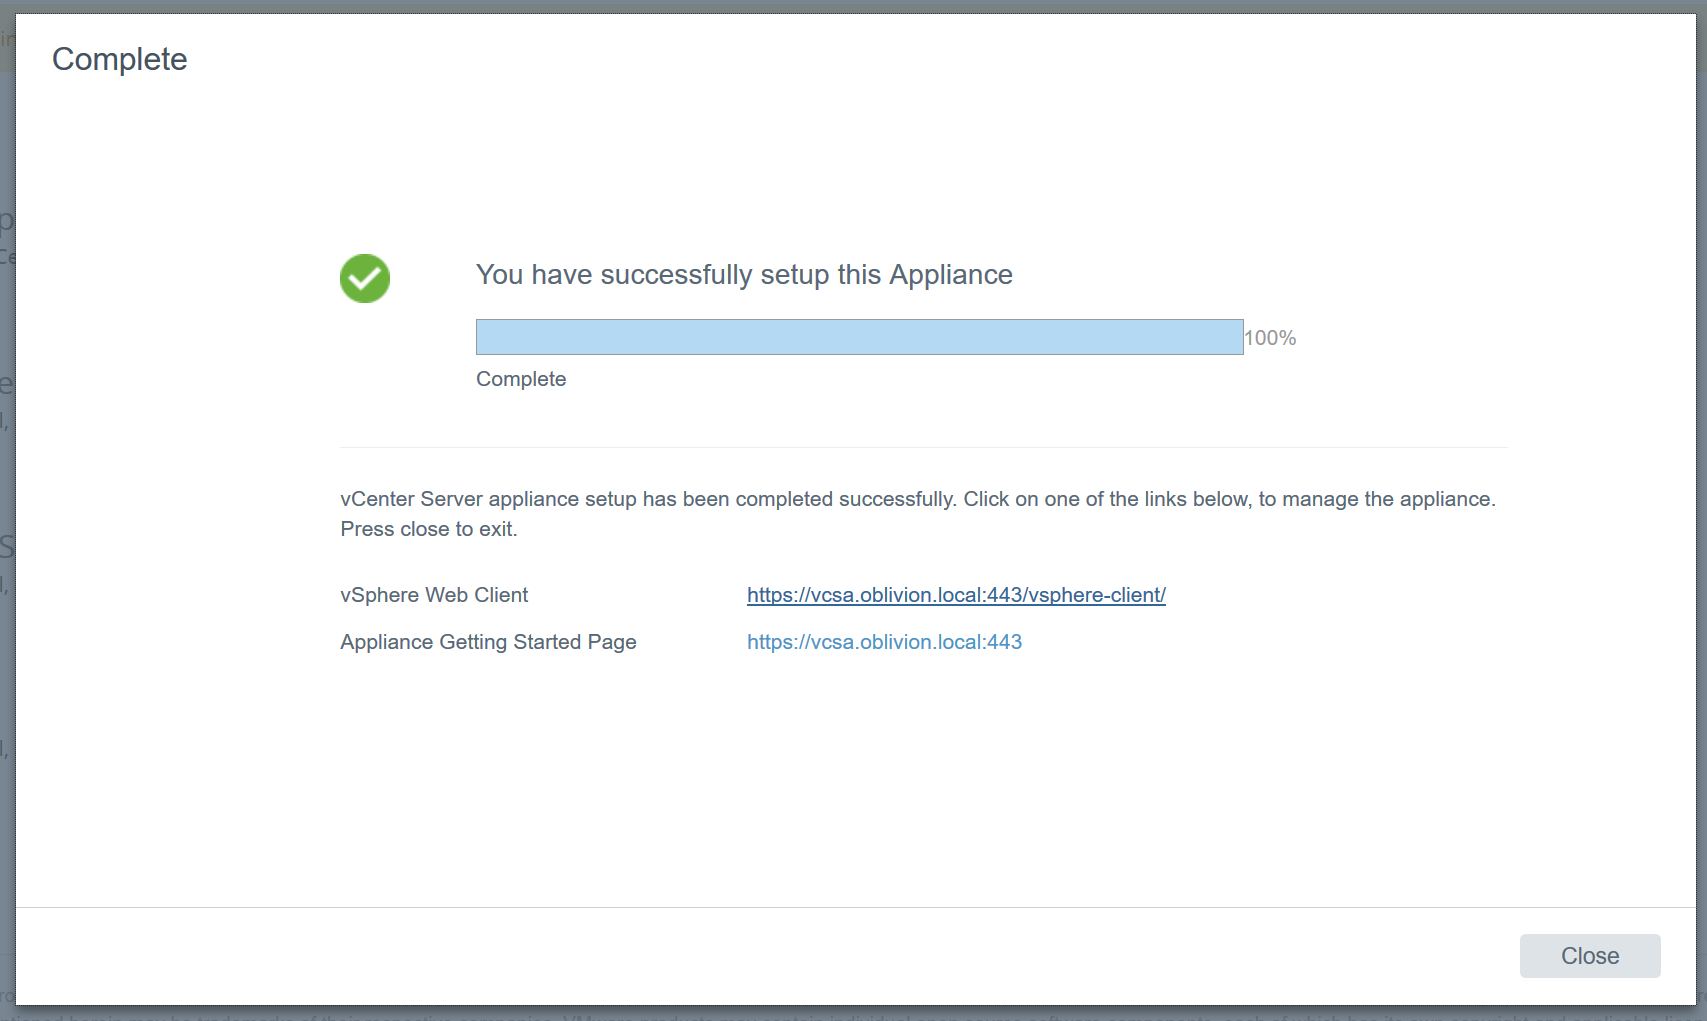 Complete
You have successfully setup this Appliance
100%
Complete
vCenter Server appliance setup has been completed successfully. Click on one of the links below, to manage the appliance.
Press close to exit.
vSphere Web Client https://vcsa.oblivion.local:443/vsphere-client/
Appliance Getting Started Page https://vcsa.oblivion.local:443
Close